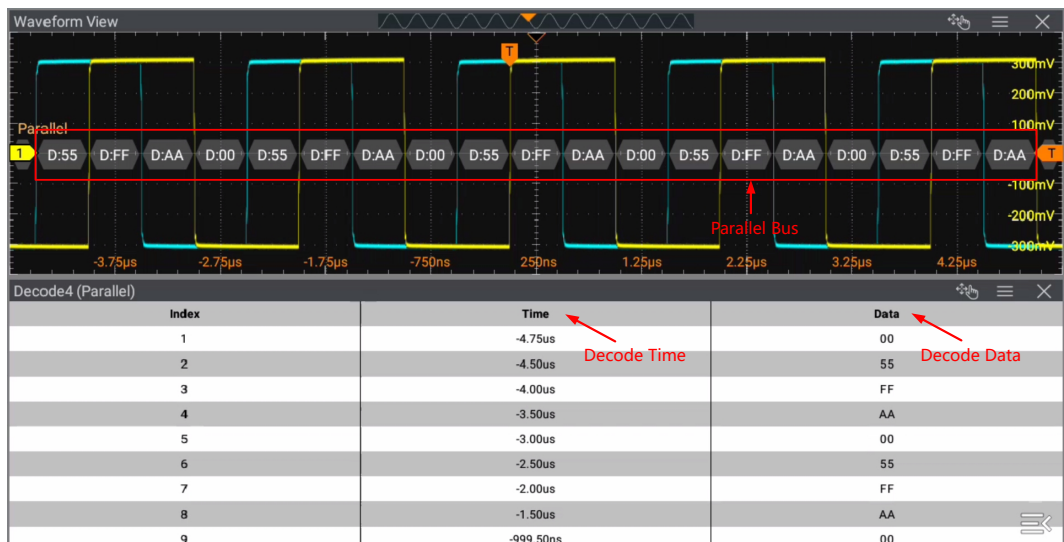 Waveform View
T
300mV
200mV
100mV
Parallel
1 D:55 D:FF D:AA D:00 D:55 D:FF D:AA D:00 D:55 D:FF D:AA D:00 D:55 D:FF D:AA D:00 D:55 D:FF D:AA T
-100mV
-200mV
Parallel Bus
-300mV
-3.75µs -2.75µs -1.75µs -750ns 250ns 1.25µs 2.25µs 3.25µs 4.25µs
Decode4 (Parallel)
Index Time Data
Decode Time Decode Data
1 -4.75us 00
2 -4.50us 55
3 -4.00us FF
4 -3.50us AA
5 -3.00us 00
6 -2.50us 55
7 -2.00us FF
8 -1.50us AA
9 -999.50ns 00